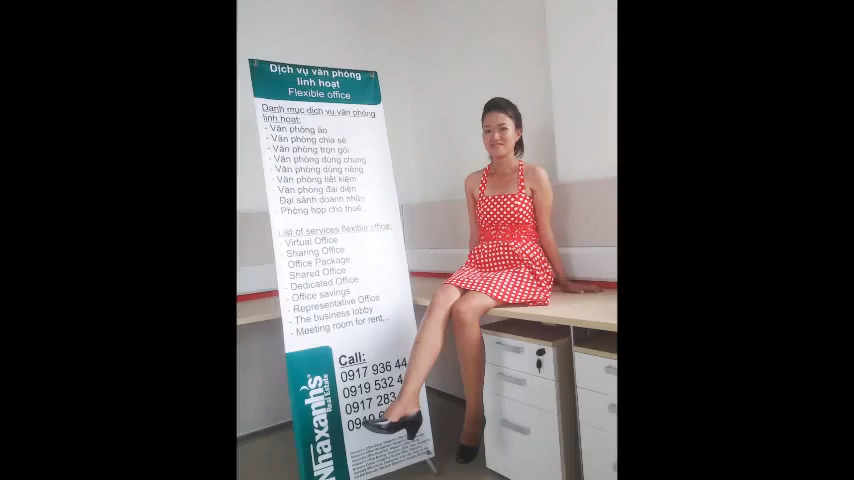 Dịch vụ văn phòng
linh hoạt
Flexible office
Danh mục dịch vụ văn phòng
linh hoạt:
- Văn phòng ảo
- Văn phòng chia sẻ
- Văn phòng trọn gói
- Văn phòng dùng chung
- Văn phòng dùng riêng
- Văn phòng tiết kiệm
- Văn phòng đại diện
Đại sảnh doanh nhân
- Phòng họp cho thuê...
List of services flexible office:
- Virtual Office
- Sharing Office
Office Package
- Shared Office
- Dedicated Office
- Office savings
- Representative Office
- The business lobby
- Meeting room for rent...
Call:
0917 936 44
0919 532 4
0917 283
Nhaxanh's
Real Estate